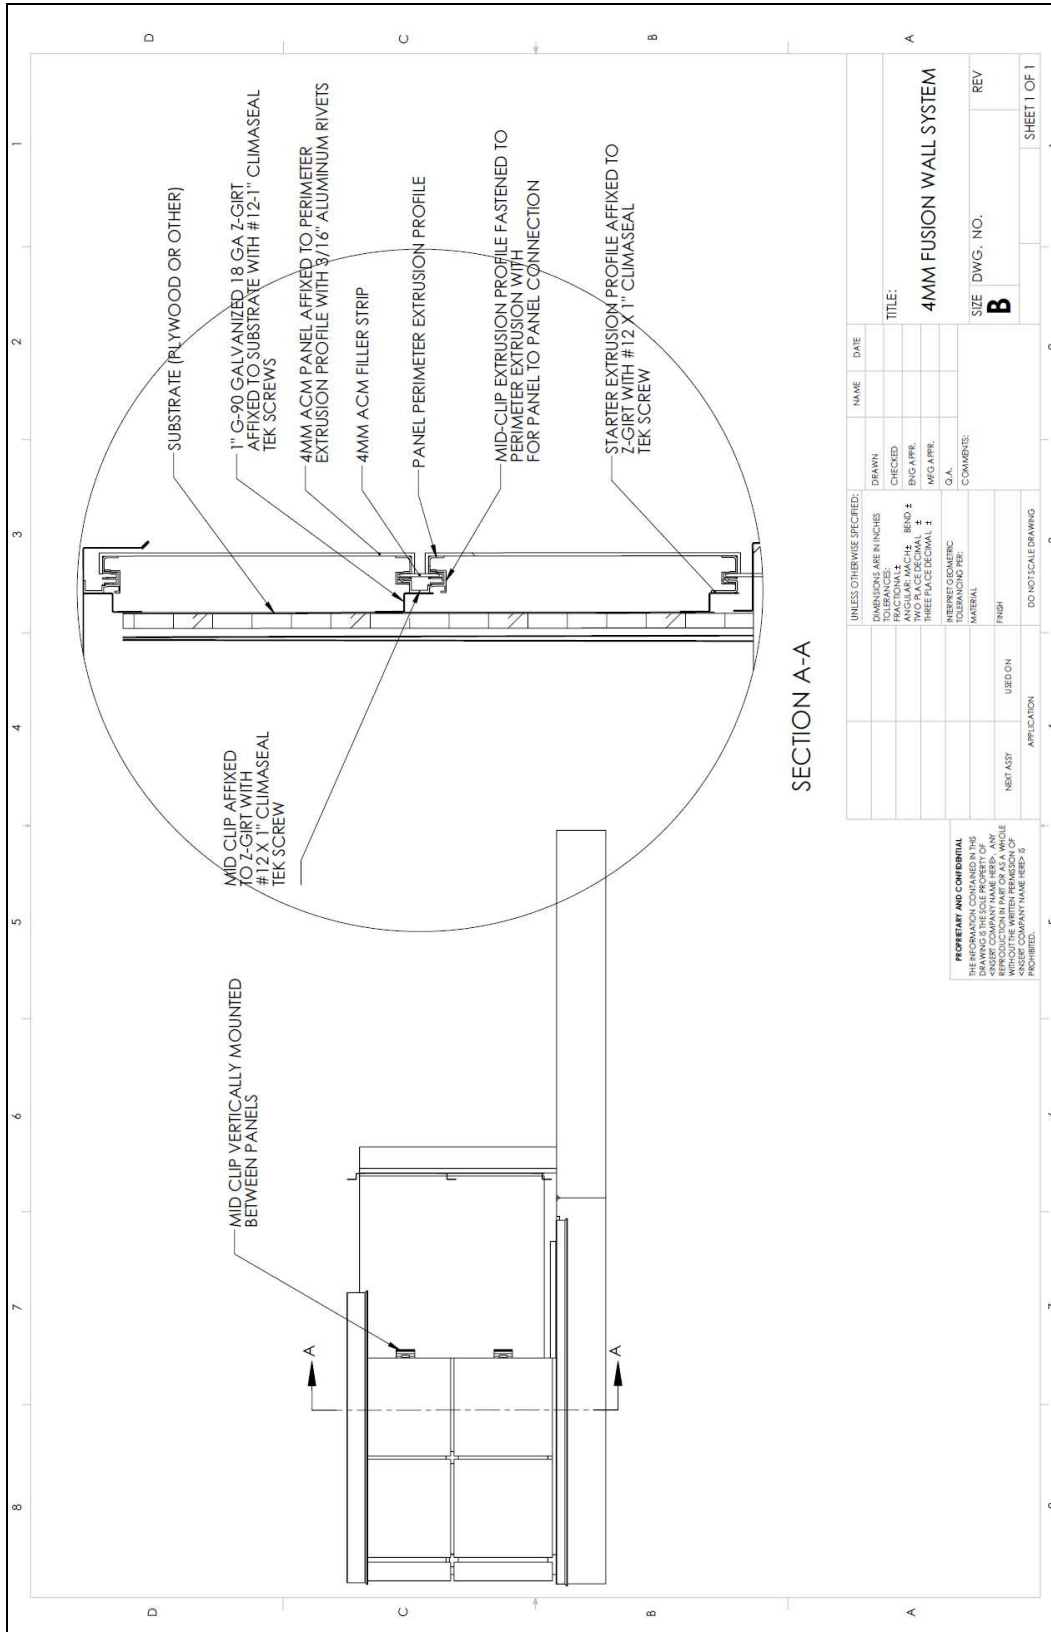 8
7
6
5
4
3
2
1
D
C
B
A
MID CLIP VERTICALLY MOUNTED
BETWEEN PANELS
A
A
MID CLIP AFFIXED
TO Z-GIRT WITH
#12 X 1" CLIMASEAL
TEK SCREW
SUBSTRATE (PLYWOOD OR OTHER)
1" G-90 GALVANIZED 18 GA Z-GIRT
AFFIXED TO SUBSTRATE WITH #12-1" CLIMASEAL
TEK SCREWS
4MM ACM PANEL AFFIXED TO PERIMETER
EXTRUSION PROFILE WITH 3/16" ALUMINUM RIVETS
4MM ACM FILLER STRIP
PANEL PERIMETER EXTRUSION PROFILE
MID-CLIP EXTRUSION PROFILE FASTENED TO
PERIMETER EXTRUSION WITH
FOR PANEL TO PANEL CONNECTION
STARTER EXTRUSION PROFILE AFFIXED TO
Z-GIRT WITH #12 X 1" CLIMASEAL
TEK SCREW
SECTION A-A
D
C
B
A
PROPRIETARY AND CONFIDENTIAL
THE INFORMATION CONTAINED IN THIS
DRAWING IS THE SOLE PROPERTY OF
<INSERT COMPANY NAME HERE>. ANY
REPRODUCTION IN PART OR AS A WHOLE
WITHOUT THE WRITTEN PERMISSION OF
<INSERT COMPANY NAME HERE> IS
PROHIBITED.
NEXT ASSY
USED ON
APPLICATION
UNLESS OTHERWISE SPECIFIED:
DIMENSIONS ARE IN INCHES
TOLERANCES:
FRACTIONAL ±
ANGULAR: MACH ± BEND ±
TWO PLACE DECIMAL ±
THREE PLACE DECIMAL ±
INTERPRET GEOMETRIC
TOLERANCING PER:
MATERIAL
FINISH
DO NOT SCALE DRAWING
NAME
DATE
DRAWN
CHECKED
ENG APPR.
MFG APPR.
Q.A.
COMMENTS:
TITLE:
4MM FUSION WALL SYSTEM
SIZE
B
DWG. NO.
REV
SHEET 1 OF 1